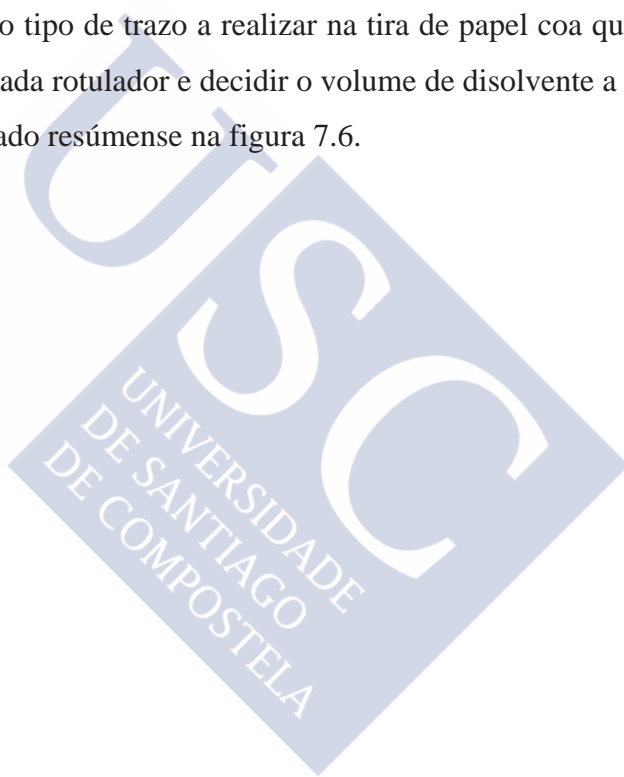 o tipo de trazo a realizar na tira de papel coa qu
ada rotulador e decidir o volume de disolvente a
ado resúmense na figura 7.6.
USC
UNIVERSIDADE
DE SANTIAGO
DE COMPOSTELA